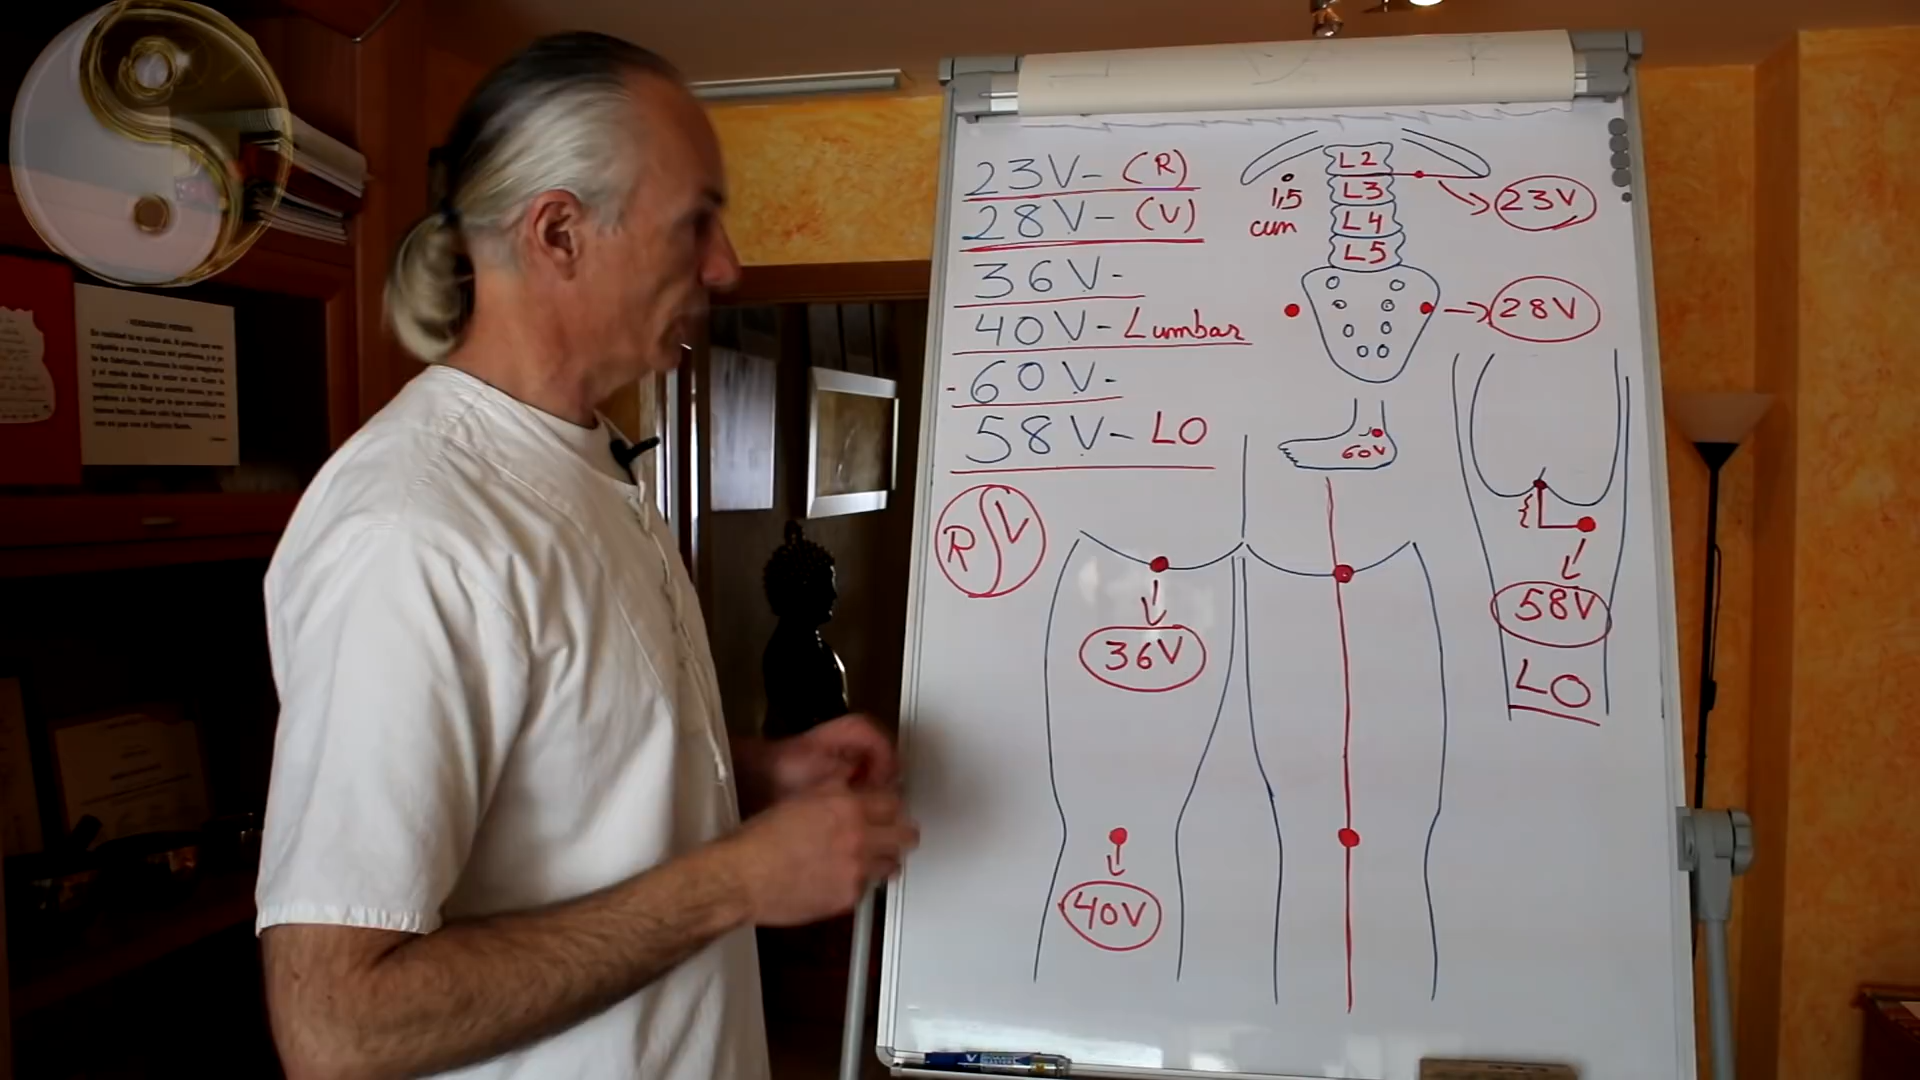 23V- (R)
28V- (V)
36V-
40V- Lumbar
-60V-
58V- LO
R V
L2
L3
L4
L5
1,5
cun
23V
28V
60V
36V
40V
58V
LO